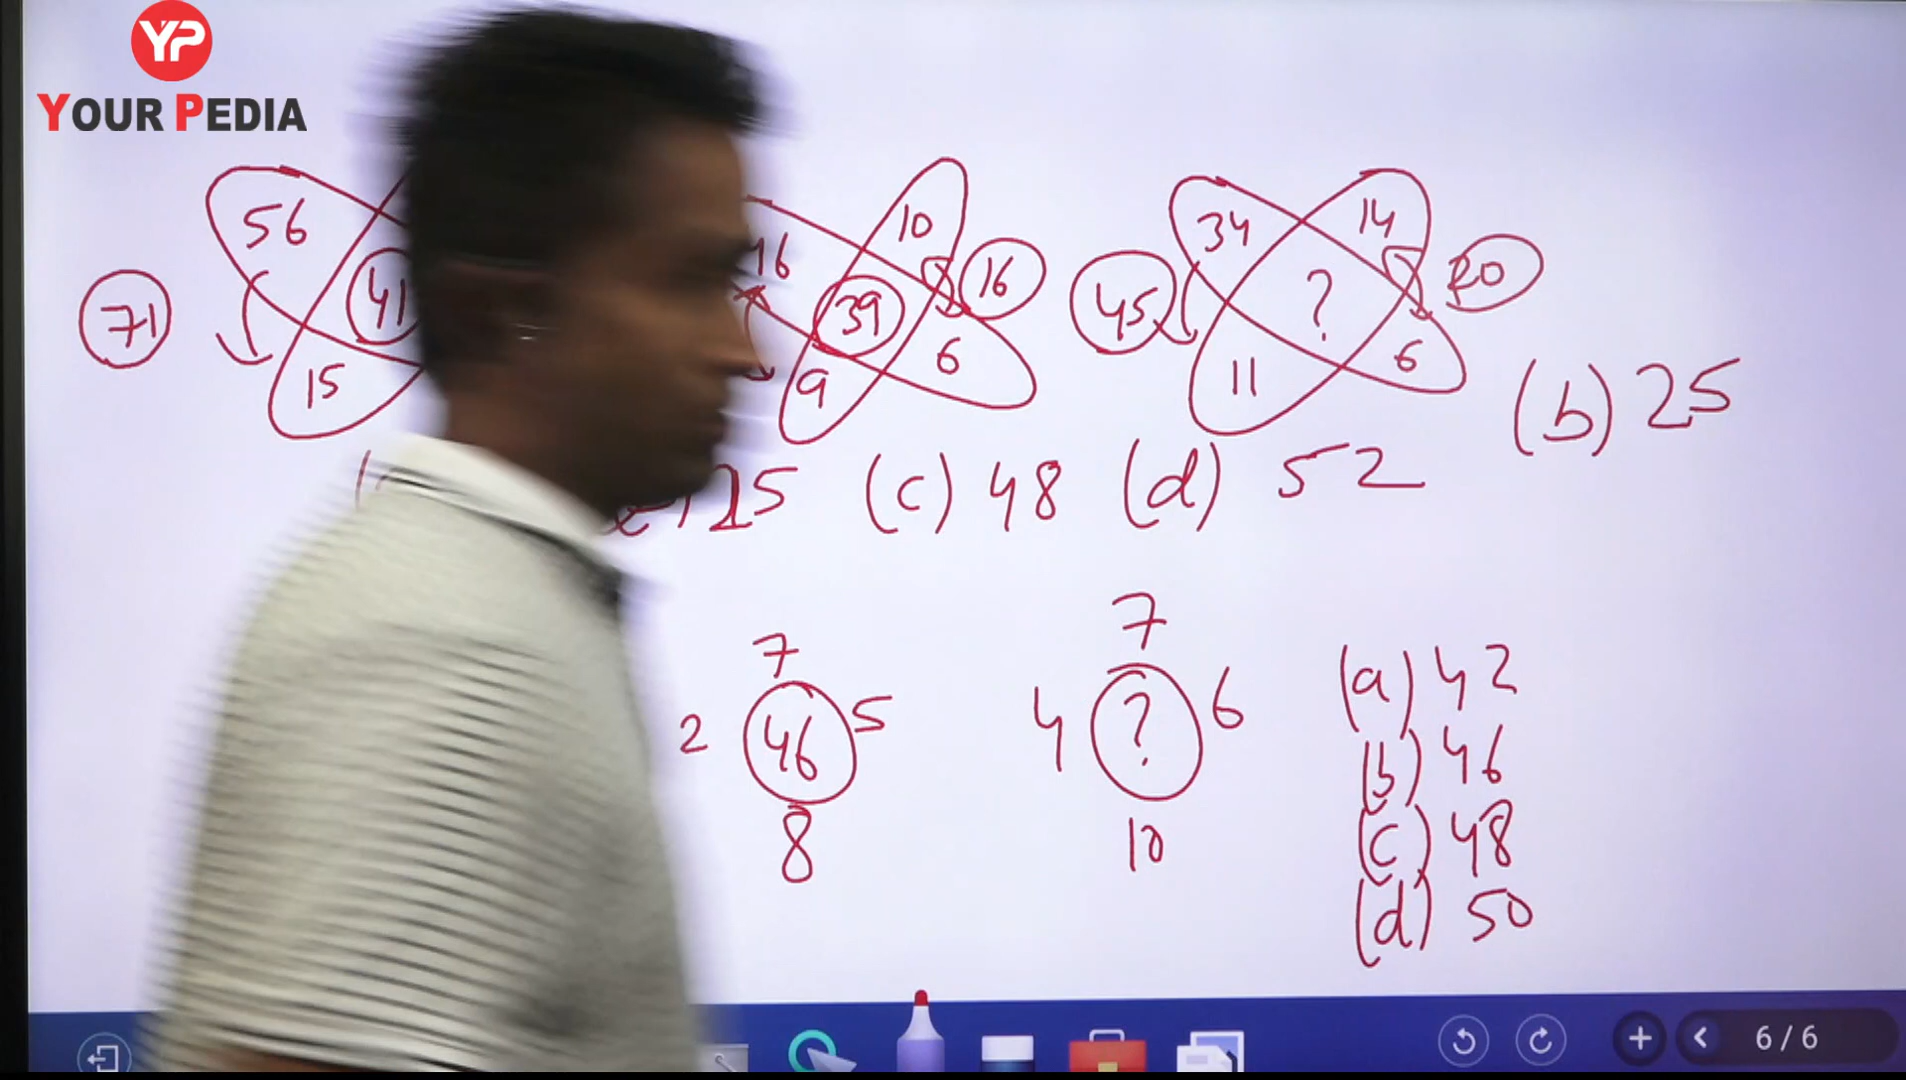 YP
YOUR PEDIA
56 10 34 14
71 41 39 16 45 ? 20
15 9 6 11 6
(b) 25
25 (c) 48 (d) 52
7 7
2 46 5 4 ? 6
8 10
(a) 42
(b) 46
(c) 48
(d) 50
6 / 6